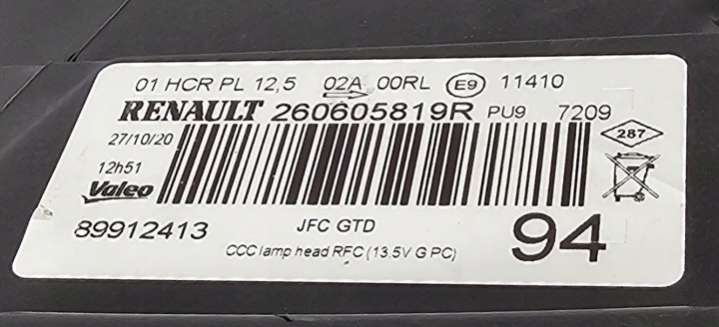 01 HCR PL 12,5 02A 00RL E9 11410
RENAULT 260605819R PU9 7209
27/10/20
287
12h51
Valeo
89912413 JFC GTD 94
CCC lamp head RFC (13.5V G PC)